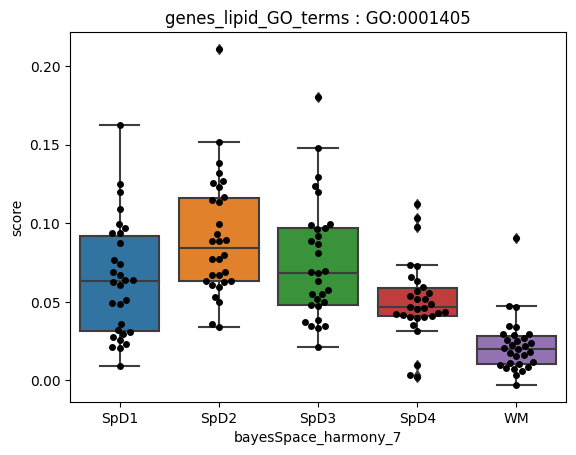 genes_lipid_GO_terms : GO:0001405
0.20
0.15
0.10
0.05
0.00
score
SpD1 SpD2 SpD3 SpD4 WM
bayesSpace_harmony_7